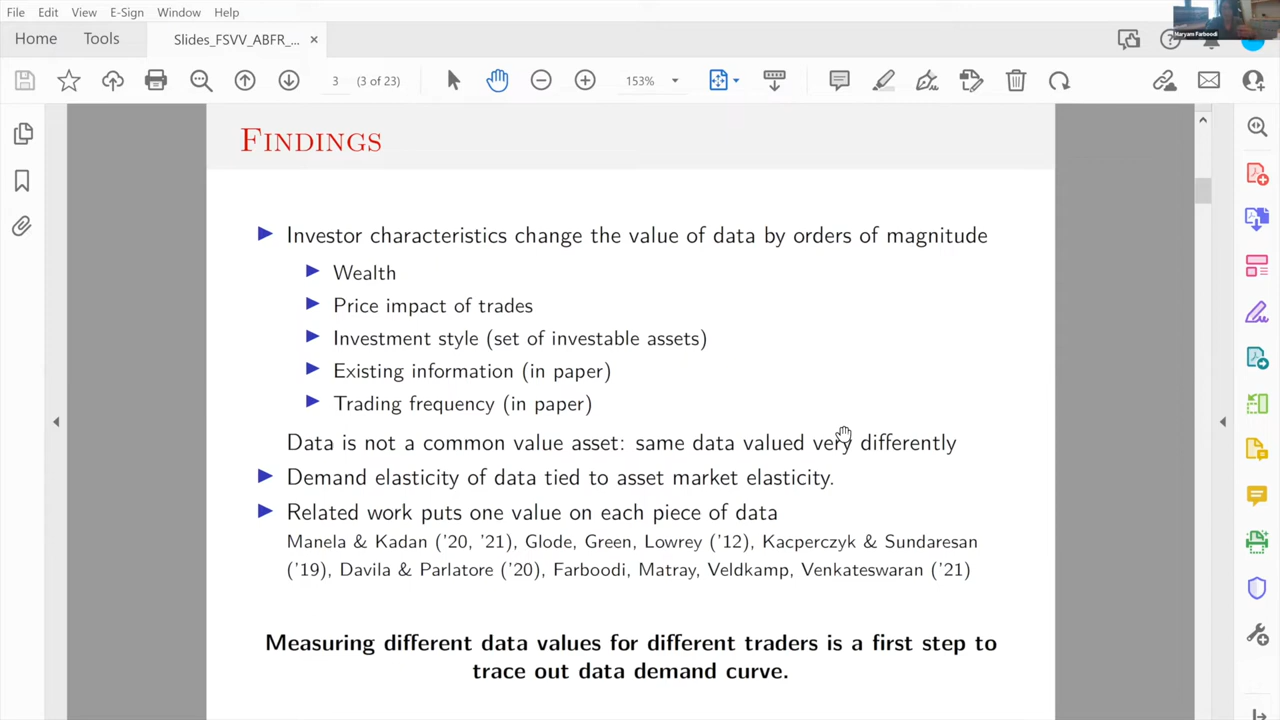 File Edit View E-Sign Window Help
Maryam Farboodi
Home Tools Slides_FSVV_ABFR_... ×
3 (3 of 23) 153%
FINDINGS
Investor characteristics change the value of data by orders of magnitude
Wealth
Price impact of trades
Investment style (set of investable assets)
Existing information (in paper)
Trading frequency (in paper)
Data is not a common value asset: same data valued very differently
Demand elasticity of data tied to asset market elasticity.
Related work puts one value on each piece of data
Manela & Kadan ('20, '21), Glode, Green, Lowrey ('12), Kacperczyk & Sundaresan
('19), Davila & Parlatore ('20), Farboodi, Matray, Veldkamp, Venkateswaran ('21)
Measuring different data values for different traders is a first step to
trace out data demand curve.